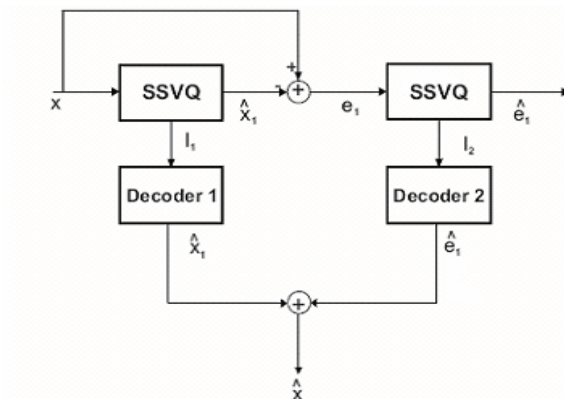 +
x SSVQ x̂₁ - + e₁ SSVQ ê₁
I₁ I₂
Decoder 1 Decoder 2
x̂₁ ê₁
+
x̂